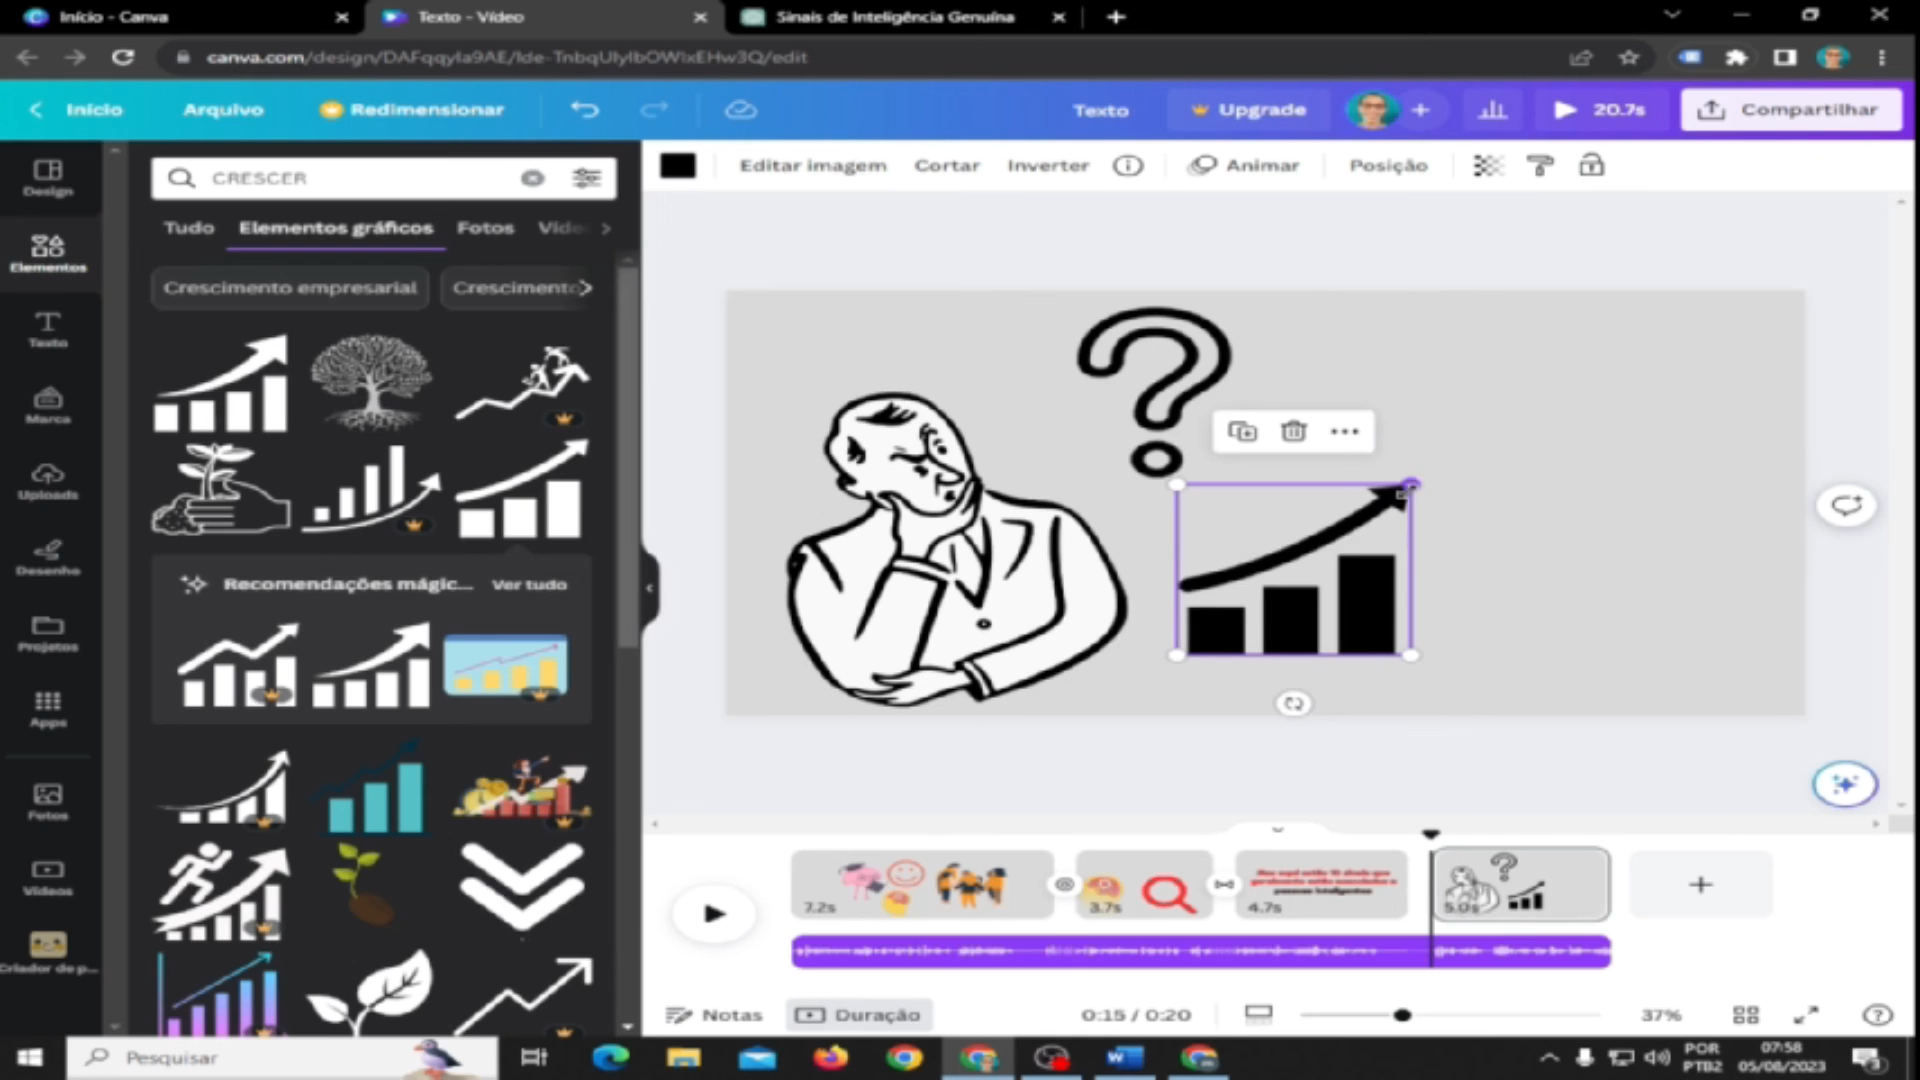 Início - Canva
Texto - Vídeo
Sinais de Inteligência Genuína
canva.com/design/DAFqqyla9AE/Ide-TnbqUlylbOWlxEHw3Q/edit
Início
Arquivo
Redimensionar
Texto
Upgrade
20.7s
Compartilhar
Design
Elementos
Texto
Marca
Uploads
Desenho
Projetos
Apps
Fotos
Vídeos
Criador de p...
CRESCER
Tudo
Elementos gráficos
Fotos
Crescimento empresarial
Crescimento
Recomendações mágic...
Ver tudo
Editar imagem
Cortar
Inverter
Animar
Posição
7.2s
3.7s
4.7s
5.0s
Notas
Duração
0:15 / 0:20
37%
Pesquisar
POR
PTB2
07:58
05/08/2023